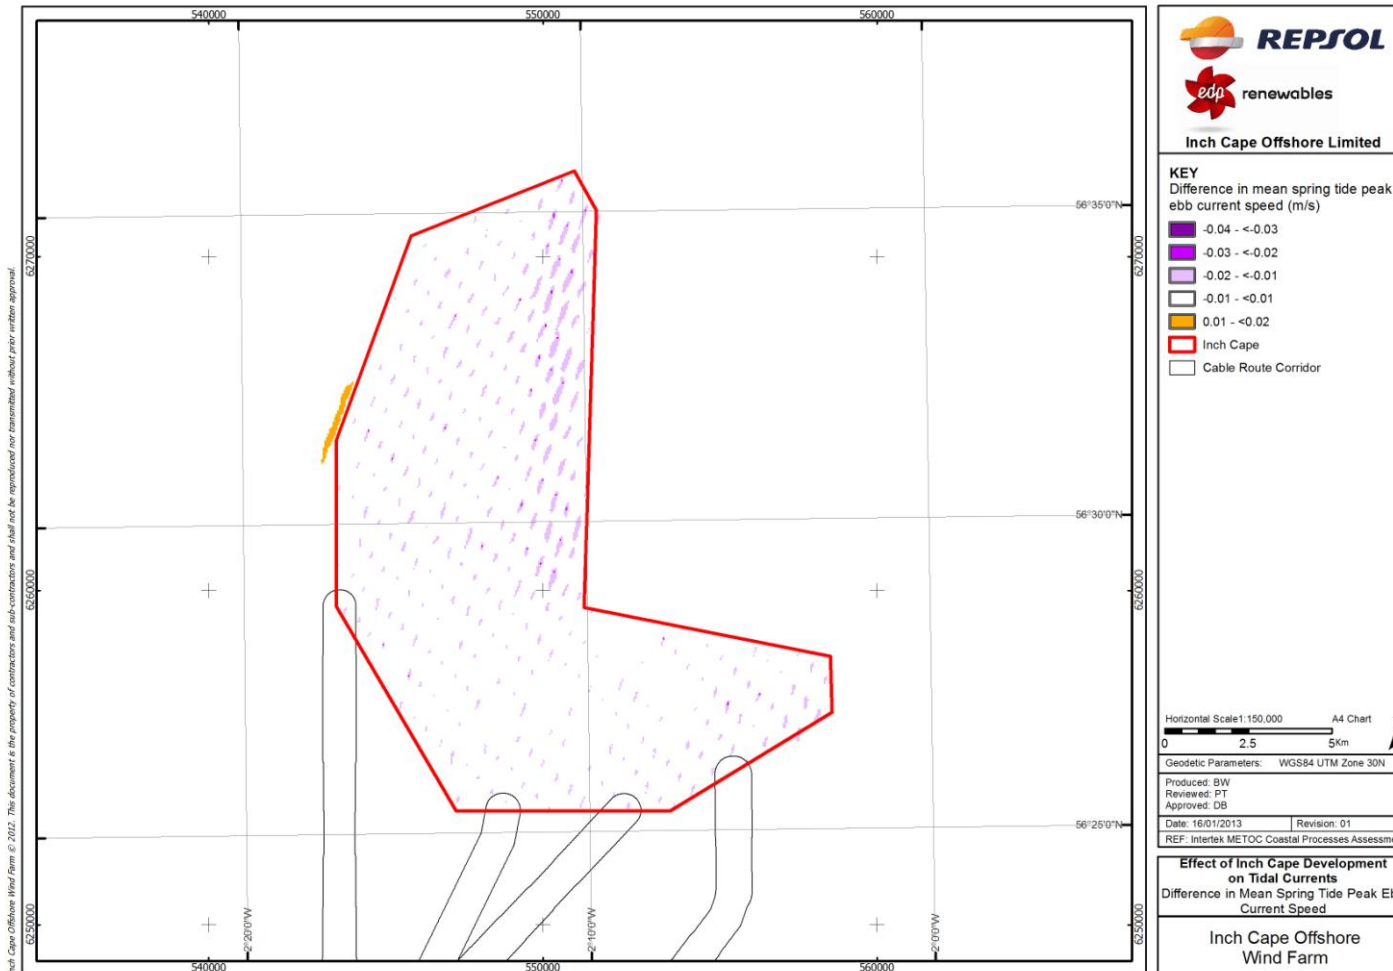 540000
550000
560000
6270000
6260000
6250000
56°35'0"N
6270000
56°30'0"N
6260000
56°25'0"N
6250000
2°20'0"W
2°10'0"W
2°0'0"W
540000
550000
560000
Inch Cape Offshore Wind Farm © 2012. This document is the property of contractors and sub-contractors and shall not be reproduced nor transmitted without prior written approval.
REPSOL
edp renewables
Inch Cape Offshore Limited
KEY
Difference in mean spring tide peak
ebb current speed (m/s)
-0.04 - <-0.03
-0.03 - <-0.02
-0.02 - <-0.01
-0.01 - <0.01
0.01 - <0.02
Inch Cape
Cable Route Corridor
Horizontal Scale1:150,000 A4 Chart
0 2.5 5Km
Geodetic Parameters: WGS84 UTM Zone 30N
Produced: BW
Reviewed: PT
Approved: DB
Date: 16/01/2013 Revision: 01
REF: Intertek METOC Coastal Processes Assessme
Effect of Inch Cape Development
on Tidal Currents
Difference in Mean Spring Tide Peak Eb
Current Speed
Inch Cape Offshore
Wind Farm